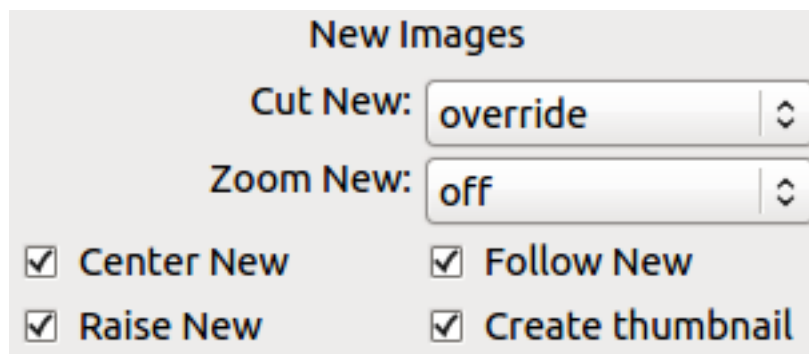 New Images
Cut New: override
Zoom New: off
Center New Follow New
Raise New Create thumbnail